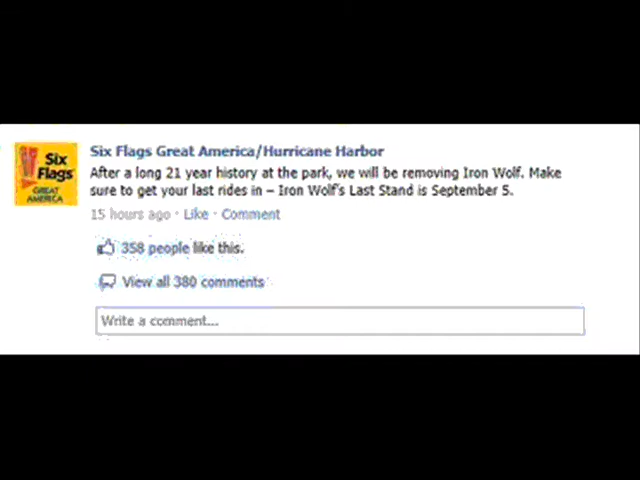 Six
Flags
GREAT
AMERICA
Six Flags Great America/Hurricane Harbor
After a long 21 year history at the park, we will be removing Iron Wolf. Make
sure to get your last rides in – Iron Wolf's Last Stand is September 5.
15 hours ago · Like · Comment
358 people like this.
View all 380 comments
Write a comment...